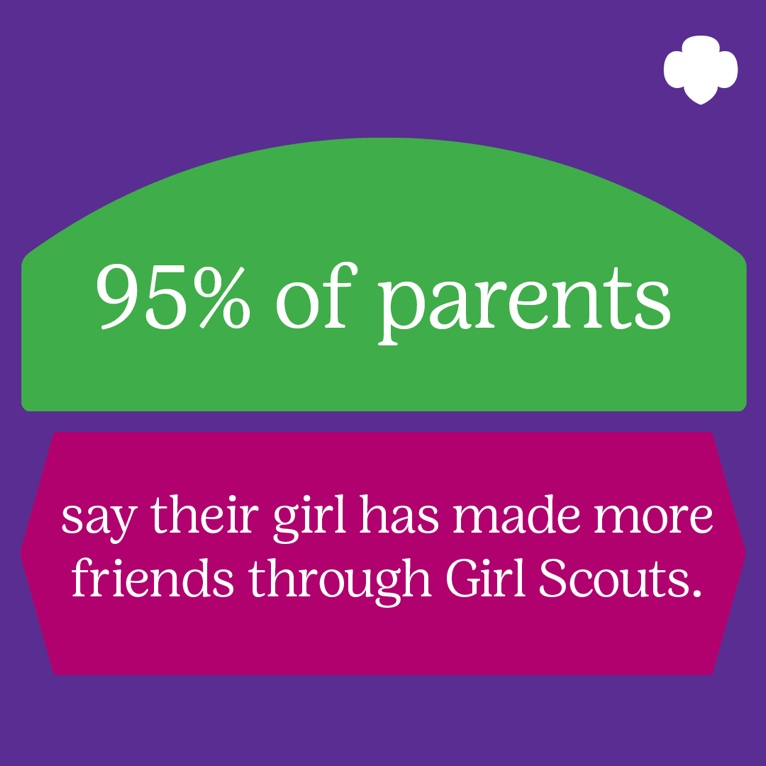 95% of parents
say their girl has made more
friends through Girl Scouts.